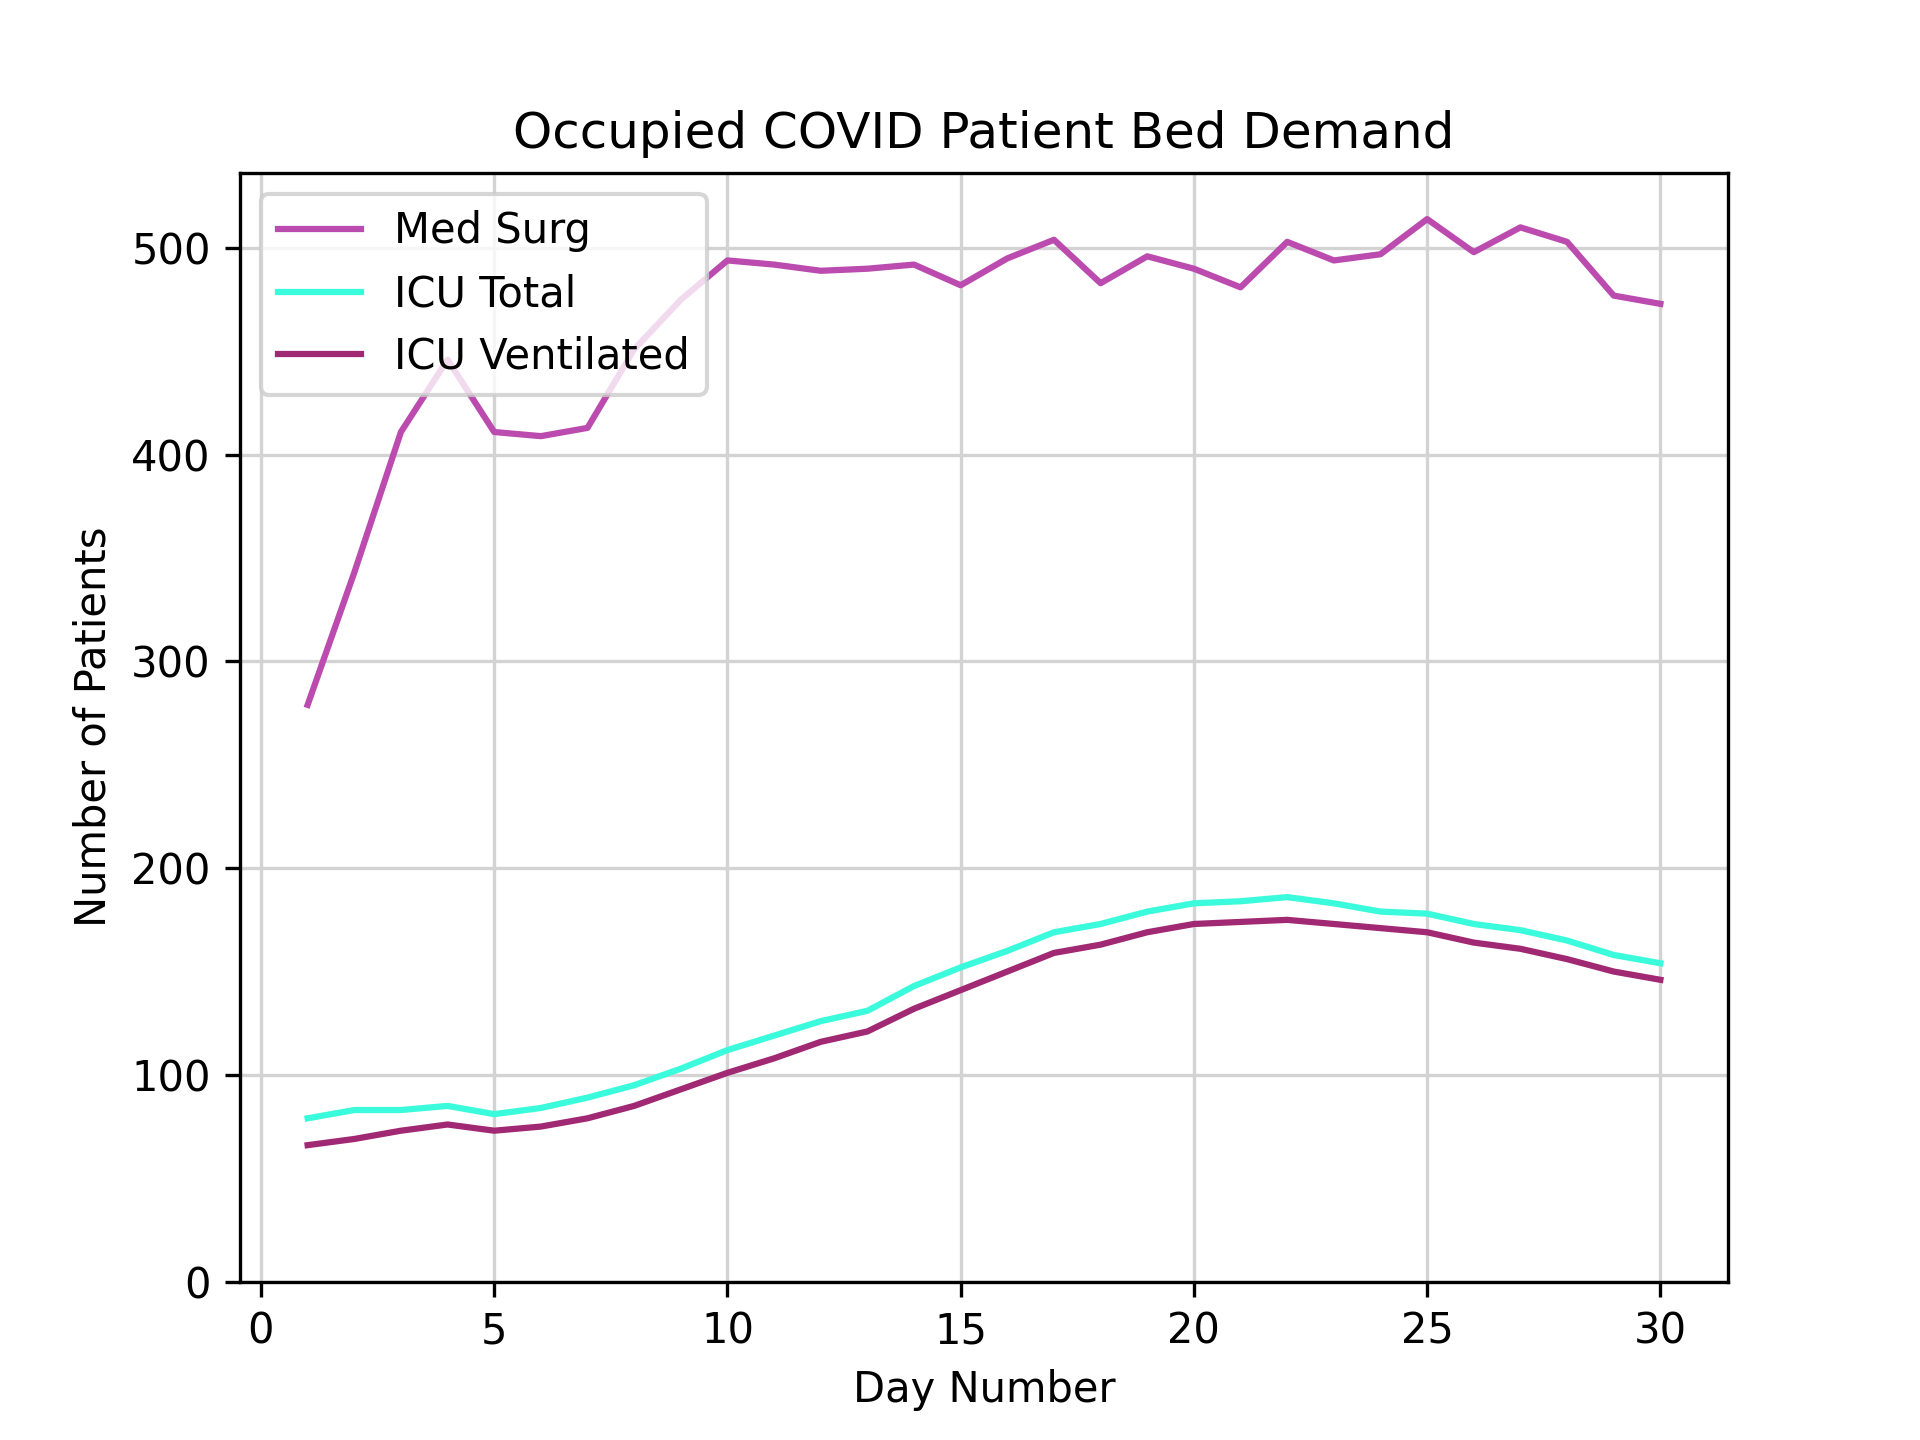 Occupied COVID Patient Bed Demand
Med Surg
ICU Total
ICU Ventilated
500
400
300
200
100
0
Number of Patients
0 5 10 15 20 25 30
Day Number